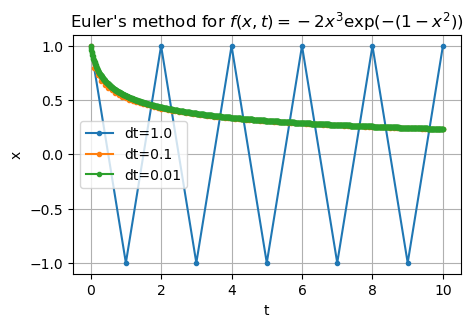 Euler's method for f(x, t) = −2x³exp(−(1 − x²))
1.0
0.5
0.0
−0.5
−1.0
x
dt=1.0
dt=0.1
dt=0.01
0 2 4 6 8 10
t